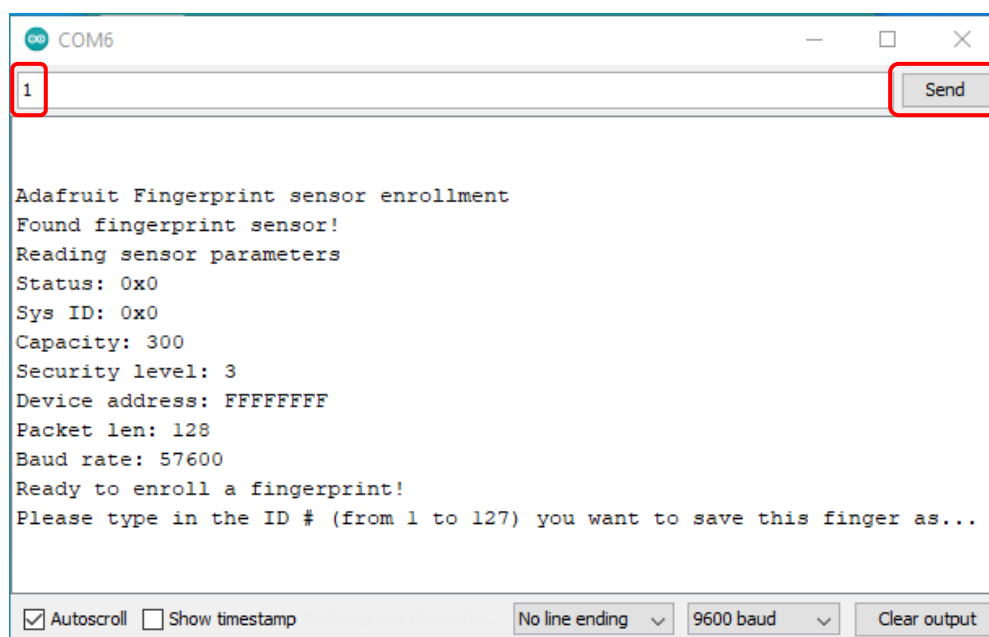 COM6
1
Send
Adafruit Fingerprint sensor enrollment
Found fingerprint sensor!
Reading sensor parameters
Status: 0x0
Sys ID: 0x0
Capacity: 300
Security level: 3
Device address: FFFFFFFF
Packet len: 128
Baud rate: 57600
Ready to enroll a fingerprint!
Please type in the ID # (from 1 to 127) you want to save this finger as...
Autoscroll Show timestamp No line ending 9600 baud Clear output